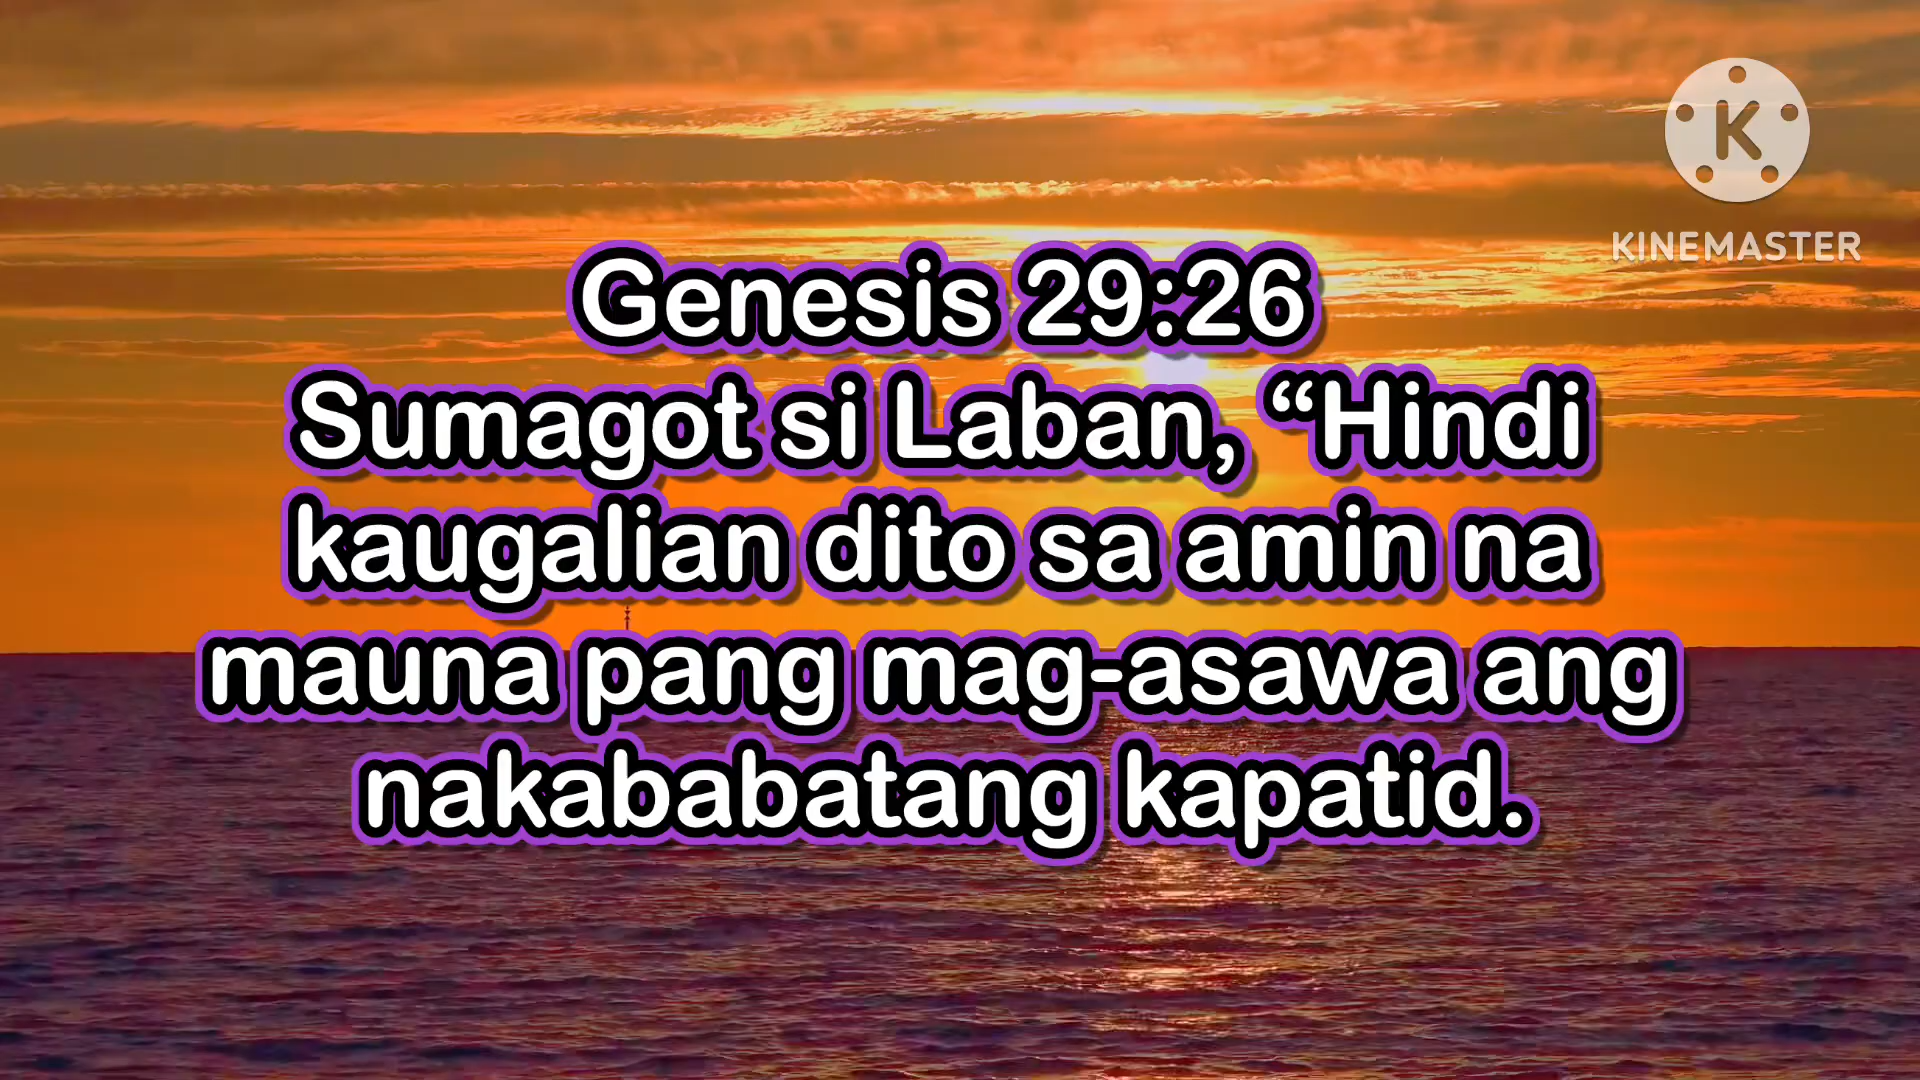 K
KINEMASTER
Genesis 29:26
Sumagot si Laban, “Hindi
kaugalian dito sa amin na
mauna pang mag-asawa ang
nakababatang kapatid.